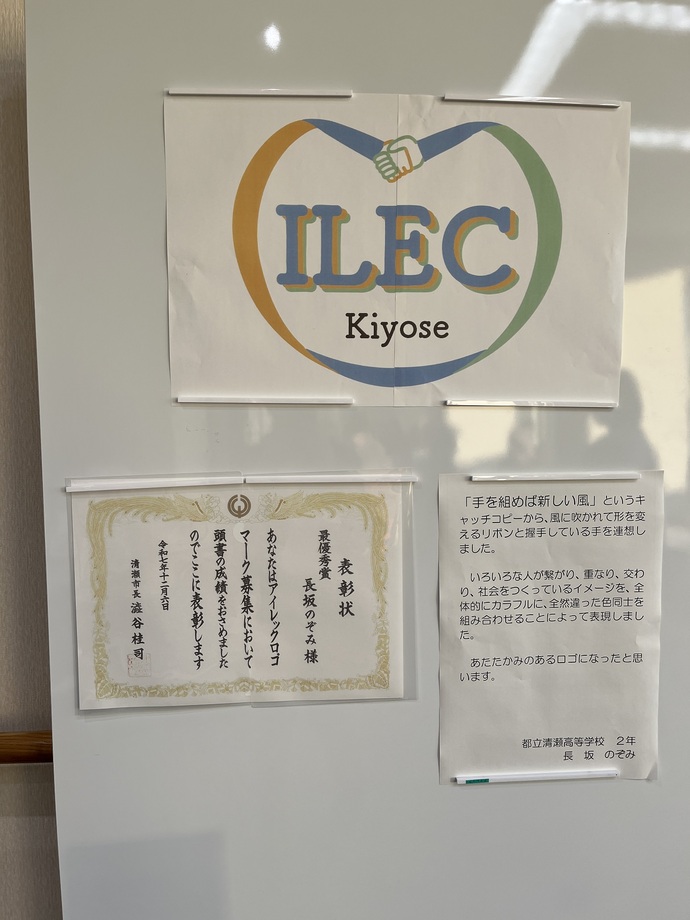 ILEC
Kiyose
表彰状
最優秀賞
長坂のぞみ 様
あなたはアイレックロゴ
マーク募集において
頭書の成績をおさめました
のでここに表彰します
令和七年十二月六日
清瀬市長 澁谷桂司
「手を組めば新しい風」というキ
ャッチコピーから、風に吹かれて形を変
えるリボンと握手している手を連想し
ました。
いろいろな人が繋がり、重なり、交わ
り、社会をつくっているイメージを、全
体的にカラフルに、全然違った色同士を
組み合わせることによって表現しまし
た。
あたたかみのあるロゴになったと思
います。
都立清瀬高等学校 2年
長 坂 のぞみ